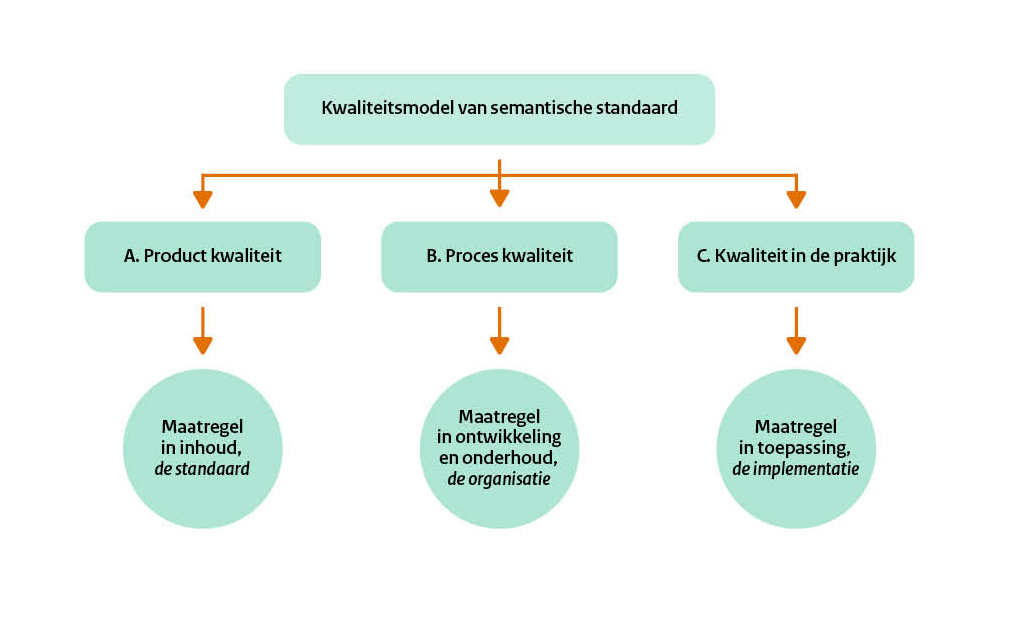 Kwaliteitsmodel van semantische standaard
A. Product kwaliteit
B. Proces kwaliteit
C. Kwaliteit in de praktijk
Maatregel
in inhoud,
de standaard
Maatregel
in ontwikkeling
en onderhoud,
de organisatie
Maatregel
in toepassing,
de implementatie